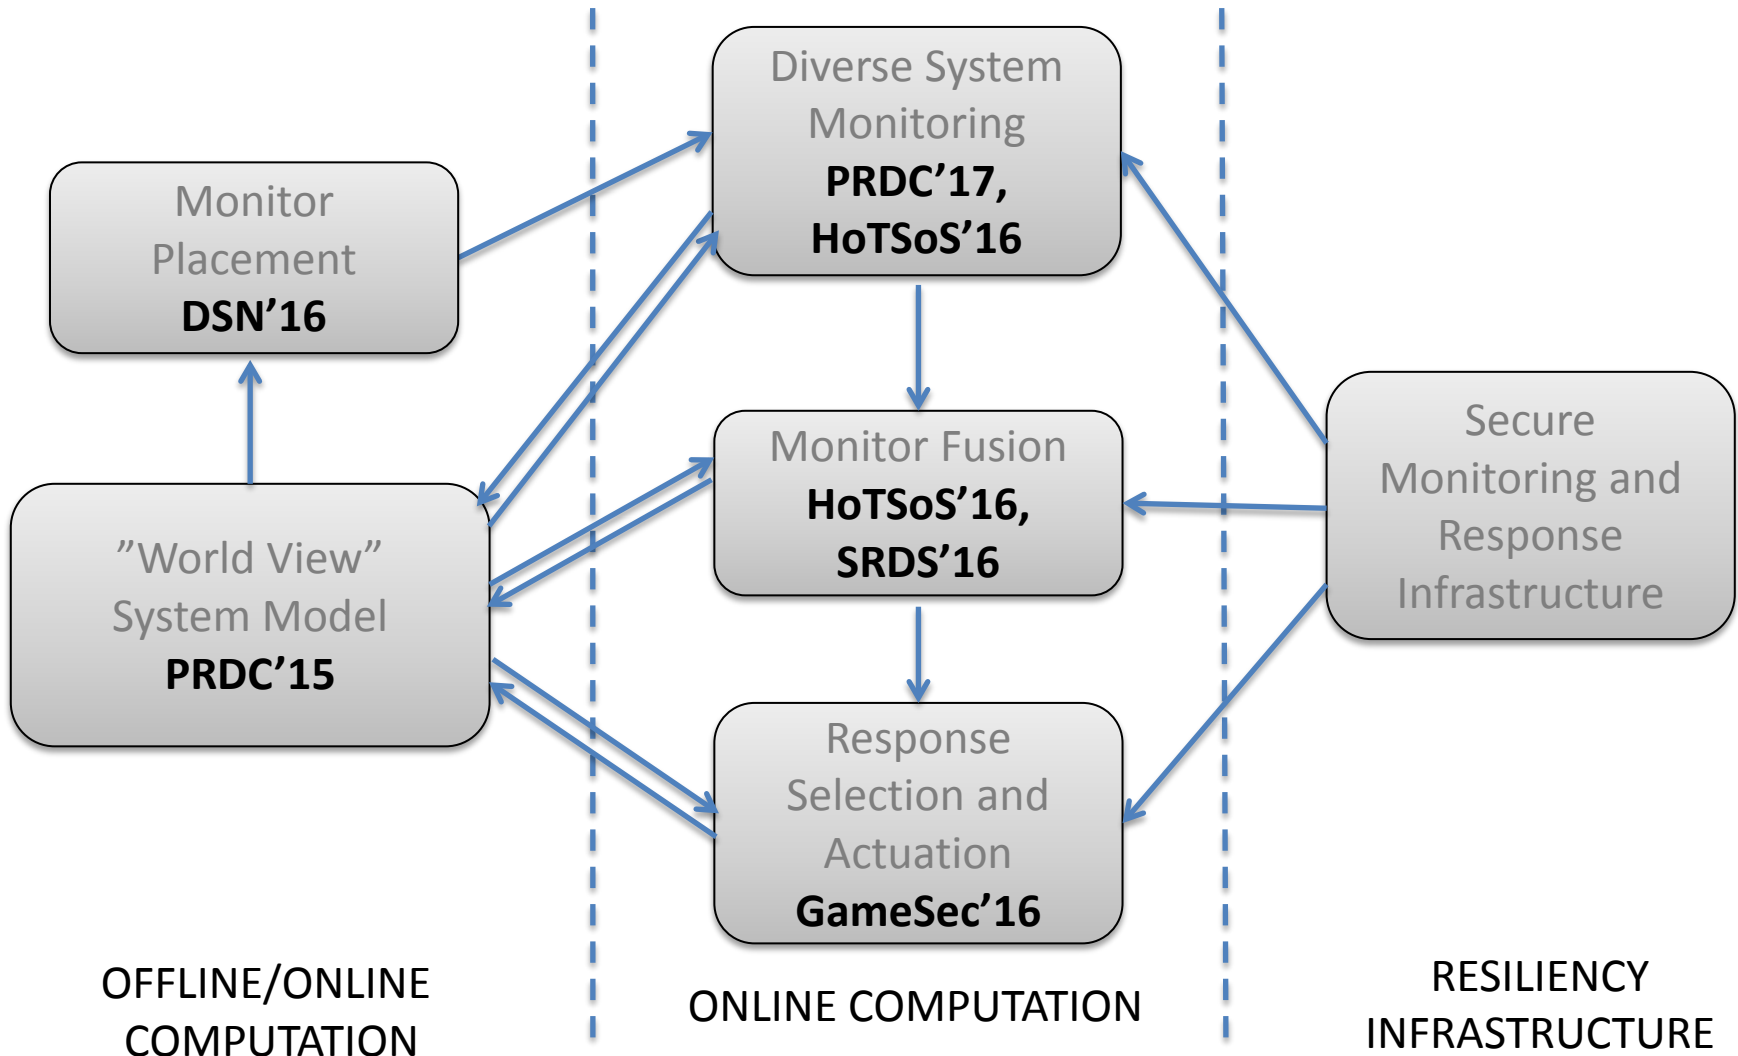 Diverse System
Monitoring
PRDC’17,
HoTSoS’16
Monitor
Placement
DSN’16
Monitor Fusion
HoTSoS’16,
SRDS’16
Secure
Monitoring and
Response
Infrastructure
”World View”
System Model
PRDC’15
Response
Selection and
Actuation
GameSec’16
OFFLINE/ONLINE
COMPUTATION
ONLINE COMPUTATION
RESILIENCY
INFRASTRUCTURE